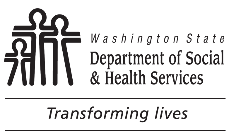 Washington State
Department of Social
& Health Services
Transforming lives